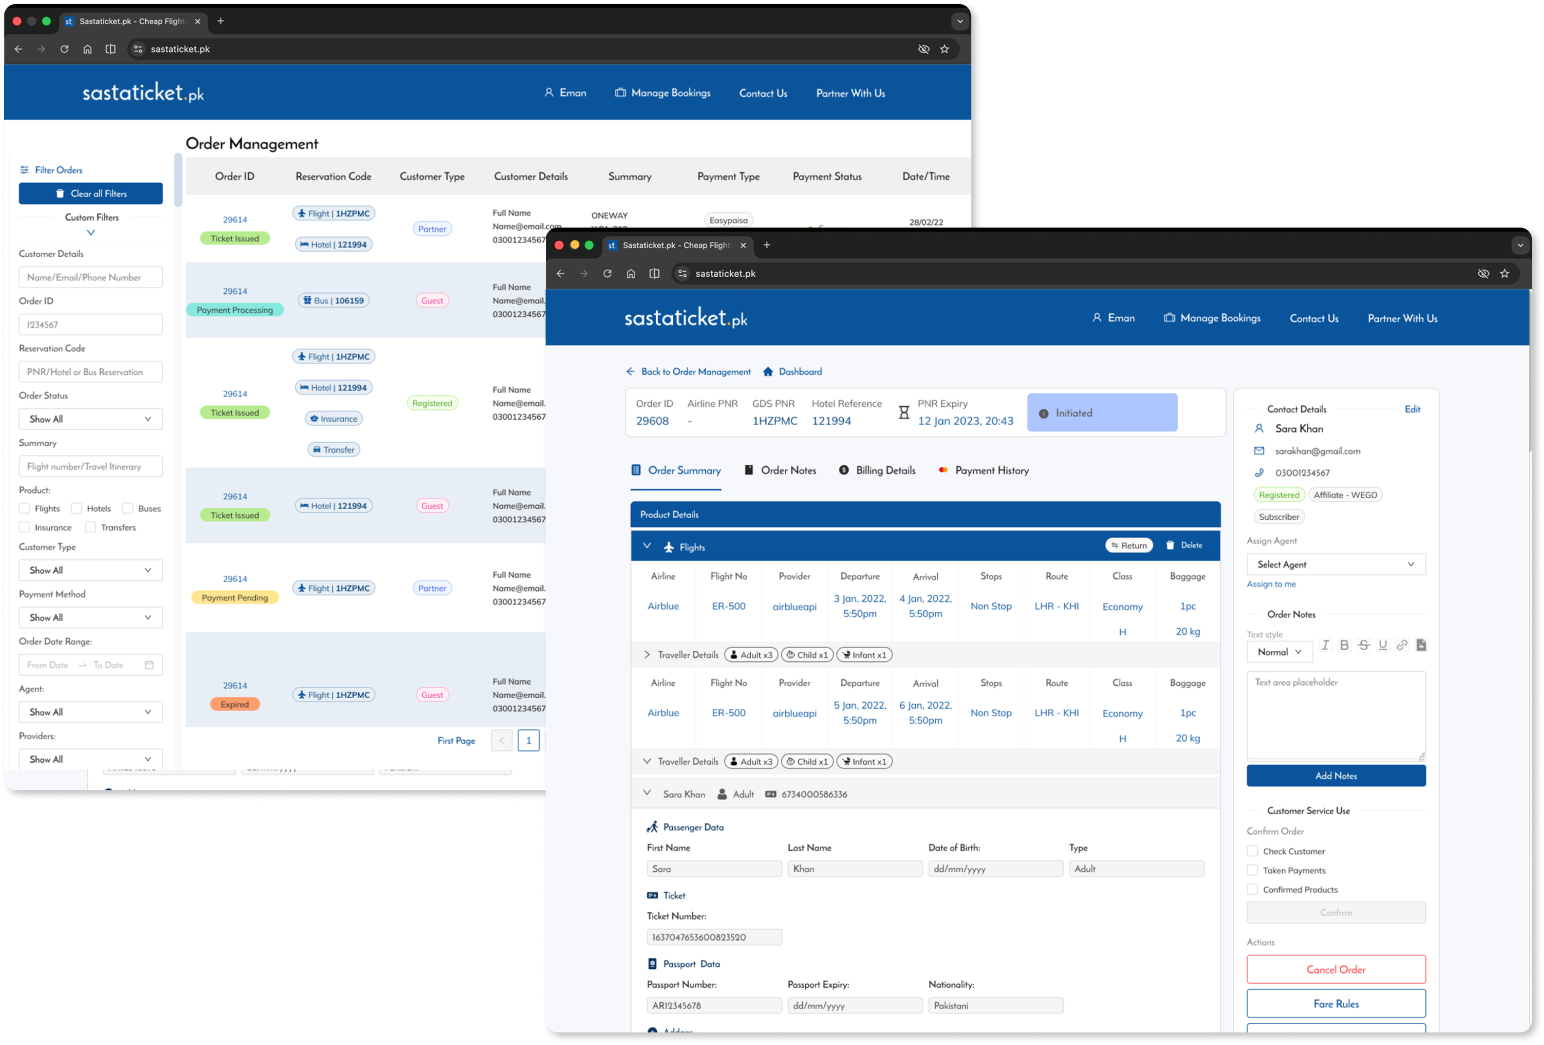 st Sastaticket.pk - Cheap Flight
sastaticket.pk
sastaticket.pk
Eman
Manage Bookings
Contact Us
Partner With Us
Order Management
Filter Orders
Clear all Filters
Custom Filters
Customer Details
Name/Email/Phone Number
Order ID
1234567
Reservation Code
PNR/Hotel or Bus Reservation
Order Status
Show All
Summary
Flight number/Travel Itinerary
Product:
Flights Hotels Buses
Insurance Transfers
Customer Type
Show All
Payment Method
Show All
Order Date Range:
From Date → To Date
Agent:
Show All
Providers:
Show All
Order ID Reservation Code Customer Type Customer Details Summary Payment Type Payment Status Date/Time
29614
Ticket Issued
Flight | 1HZPMC
Hotel | 121994
Partner
Full Name
Name@email.com
03001234567
ONEWAY
Easypaisa
28/02/22
29614
Payment Processing
Bus | 106159
Guest
Full Name
Name@email.
03001234567
29614
Ticket Issued
Flight | 1HZPMC
Hotel | 121994
Insurance
Transfer
Registered
Full Name
Name@email.
03001234567
29614
Ticket Issued
Hotel | 121994
Guest
Full Name
Name@email.
03001234567
29614
Payment Pending
Flight | 1HZPMC
Partner
Full Name
Name@email.
03001234567
29614
Expired
Flight | 1HZPMC
Guest
Full Name
Name@email.
03001234567
First Page < 1
st Sastaticket.pk - Cheap Flight
sastaticket.pk
sastaticket.pk
Eman
Manage Bookings
Contact Us
Partner With Us
Back to Order Management
Dashboard
Order ID Airline PNR GDS PNR Hotel Reference PNR Expiry
29608 - 1HZPMC 121994 12 Jan 2023, 20:43
Initiated
Order Summary
Order Notes
Billing Details
Payment History
Product Details
Flights
Return
Delete
Airline Flight No Provider Departure Arrival Stops Route Class Baggage
Airblue ER-500 airblueapi 3 Jan, 2022, 5:50pm 4 Jan, 2022, 5:50pm Non Stop LHR - KHI Economy 1pc
H 20 kg
Traveller Details Adult x3 Child x1 Infant x1
Airline Flight No Provider Departure Arrival Stops Route Class Baggage
Airblue ER-500 airblueapi 5 Jan, 2022, 5:50pm 6 Jan, 2022, 5:50pm Non Stop LHR - KHI Economy 1pc
H 20 kg
Traveller Details Adult x3 Child x1 Infant x1
Sara Khan Adult 6734000586336
Passenger Data
First Name Last Name Date of Birth: Type
Sara Khan dd/mm/yyyy Adult
Ticket
Ticket Number:
1637047653600823520
Passport Data
Passport Number: Passport Expiry: Nationality:
AR12345678 dd/mm/yyyy Pakistani
Contact Details Edit
Sara Khan
sarakhan@gmail.com
03001234567
Registered Affiliate - WEGO
Subscriber
Assign Agent
Select Agent
Assign to me
Order Notes
Text style
Normal I B S U
Text area placeholder
Add Notes
Customer Service Use
Confirm Order
Check Customer
Token Payments
Confirmed Products
Confirm
Actions
Cancel Order
Fare Rules